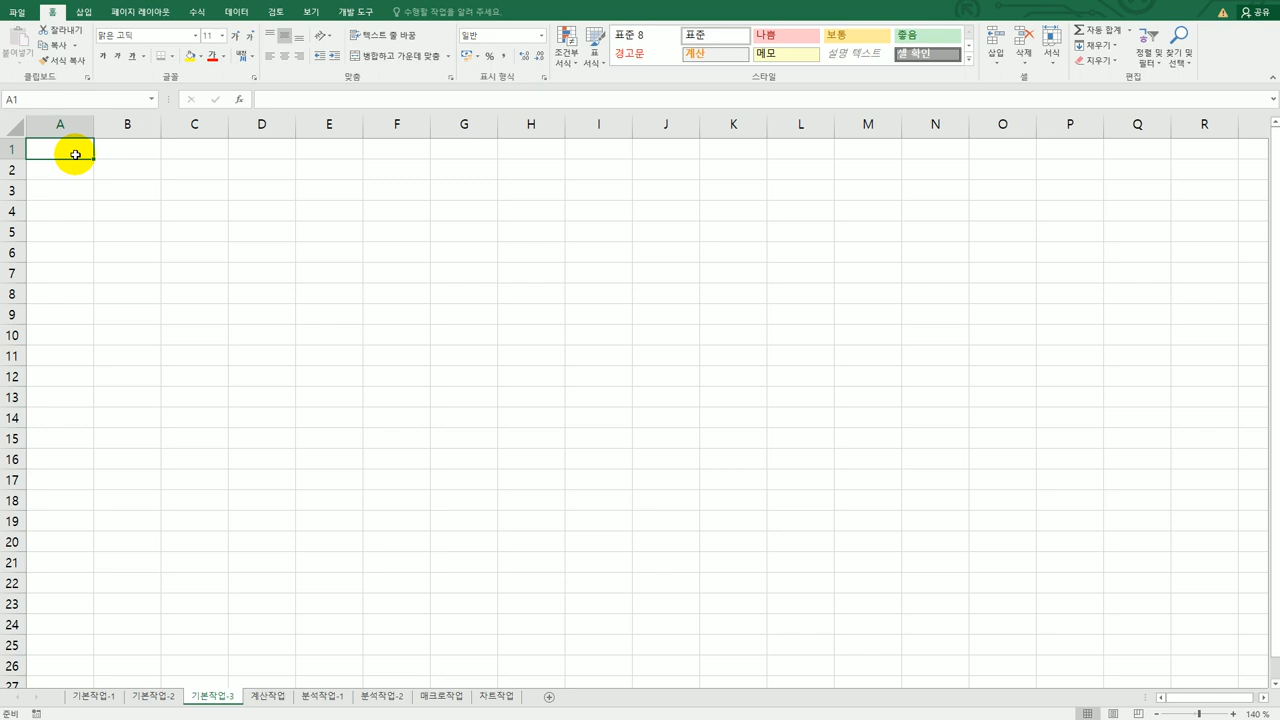 파일 홈 삽입 페이지 레이아웃 수식 데이터 검토 보기 개발 도구 수행할 작업을 알려 주세요. 공유
붙여넣기 잘라내기 복사 서식 복사 클립보드
맑은 고딕 11 가 가 가 가 가 가 글꼴
텍스트 줄 바꿈 병합하고 가운데 맞춤 맞춤
일반 % , 표시 형식
조건부 서식 표 서식 표준 8 표준 나쁨 보통 좋음
경고문 계산 메모 설명 텍스트 셀 확인 스타일
삽입 삭제 서식 셀
자동 합계 채우기 지우기 정렬 및 필터 찾기 및 선택 편집
A1 fx
A B C D E F G H I J K L M N O P Q R
1
2
3
4
5
6
7
8
9
10
11
12
13
14
15
16
17
18
19
20
21
22
23
24
25
26
27
기본작업-1 기본작업-2 기본작업-3 계산작업 분석작업-1 분석작업-2 매크로작업 차트작업
준비 140 %